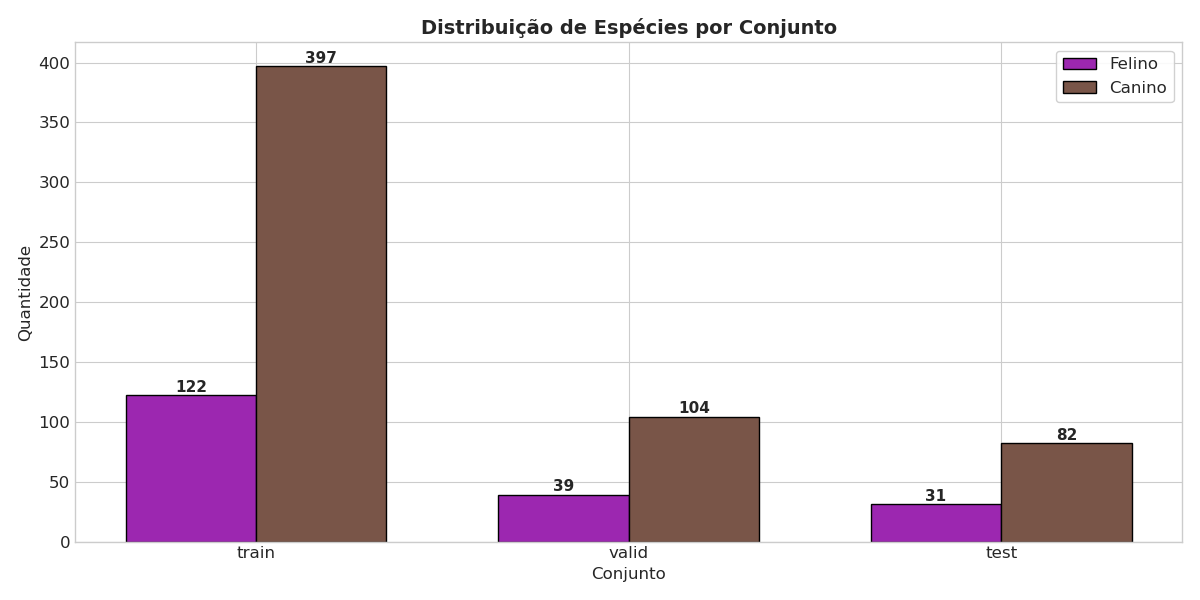 Distribuição de Espécies por Conjunto
Felino
Canino
Quantidade
400
350
300
250
200
150
100
50
0
122
397
39
104
31
82
train
valid
test
Conjunto